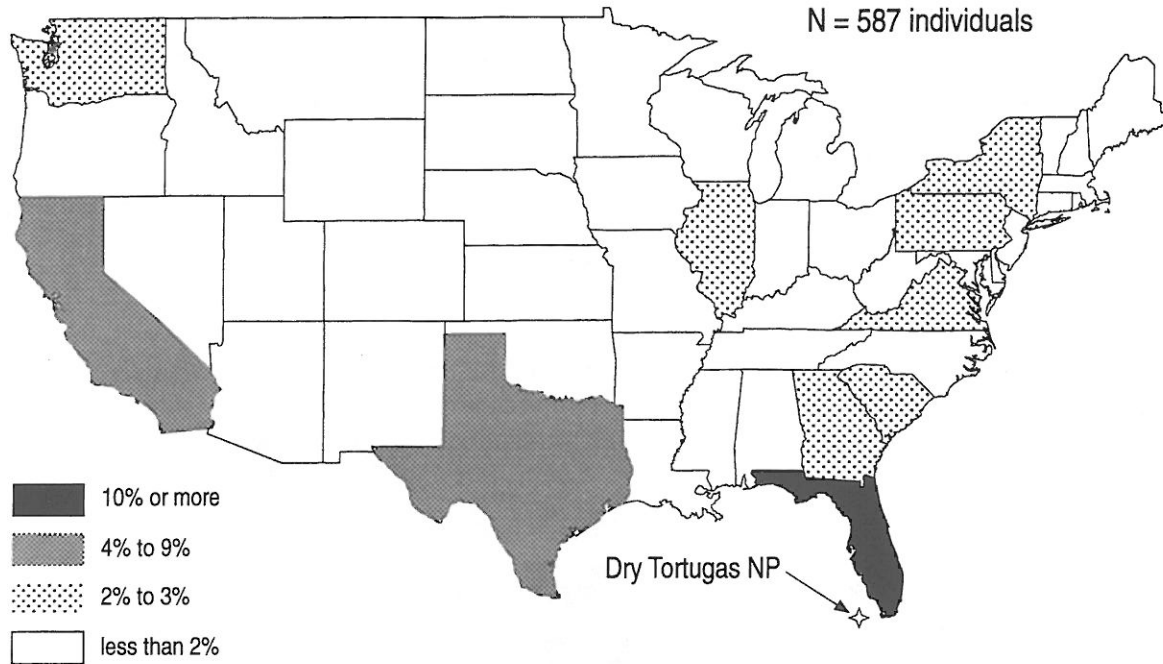 N = 587 individuals
10% or more
4% to 9%
2% to 3%
less than 2%
Dry Tortugas NP